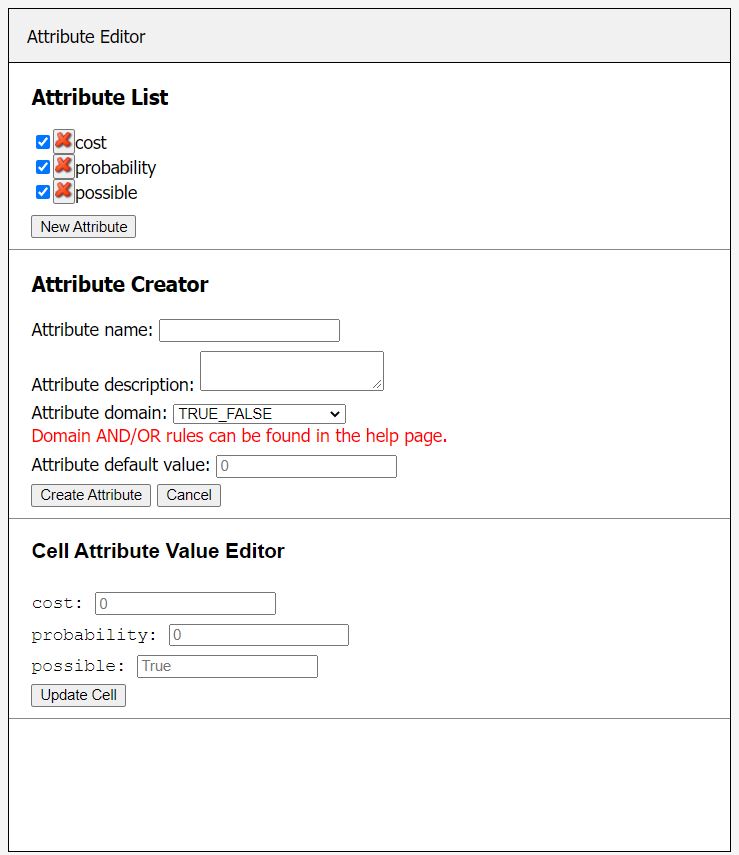 Attribute Editor
Attribute List
cost
probability
possible
New Attribute
Attribute Creator
Attribute name:
Attribute description:
Attribute domain: TRUE_FALSE
Domain AND/OR rules can be found in the help page.
Attribute default value: 0
Create Attribute Cancel
Cell Attribute Value Editor
cost: 0
probability: 0
possible: True
Update Cell